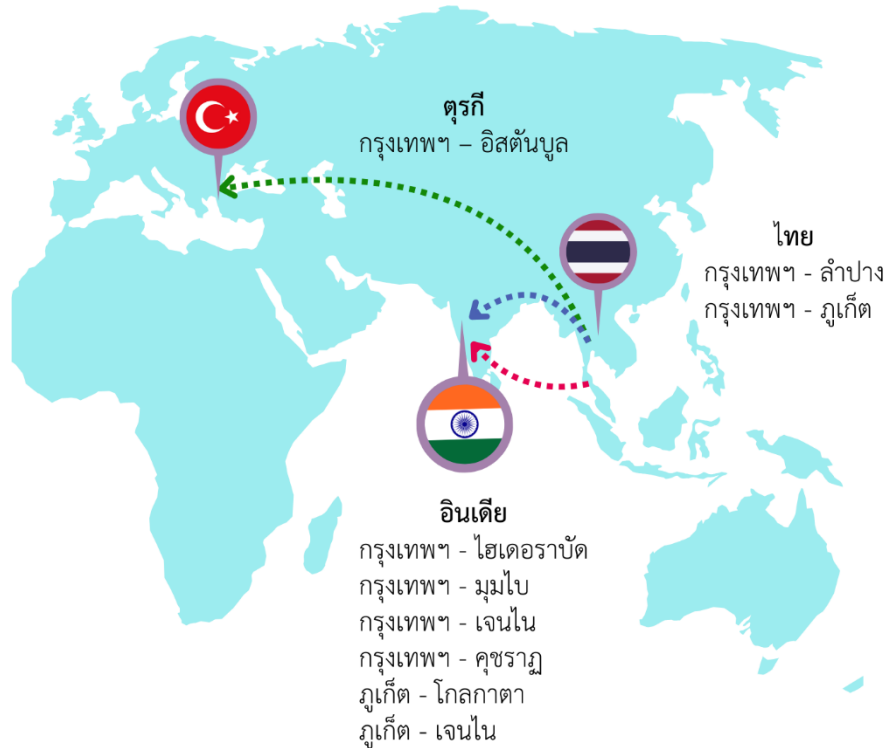 ตุรกี
กรุงเทพฯ – อิสตันบูล
ไทย
กรุงเทพฯ - ลำปาง
กรุงเทพฯ - ภูเก็ต
อินเดีย
กรุงเทพฯ - ไฮเดอราบัด
กรุงเทพฯ - มุมไบ
กรุงเทพฯ - เจนไน
กรุงเทพฯ - คุชราฏ
ภูเก็ต - โกลกาตา
ภูเก็ต - เจนไน